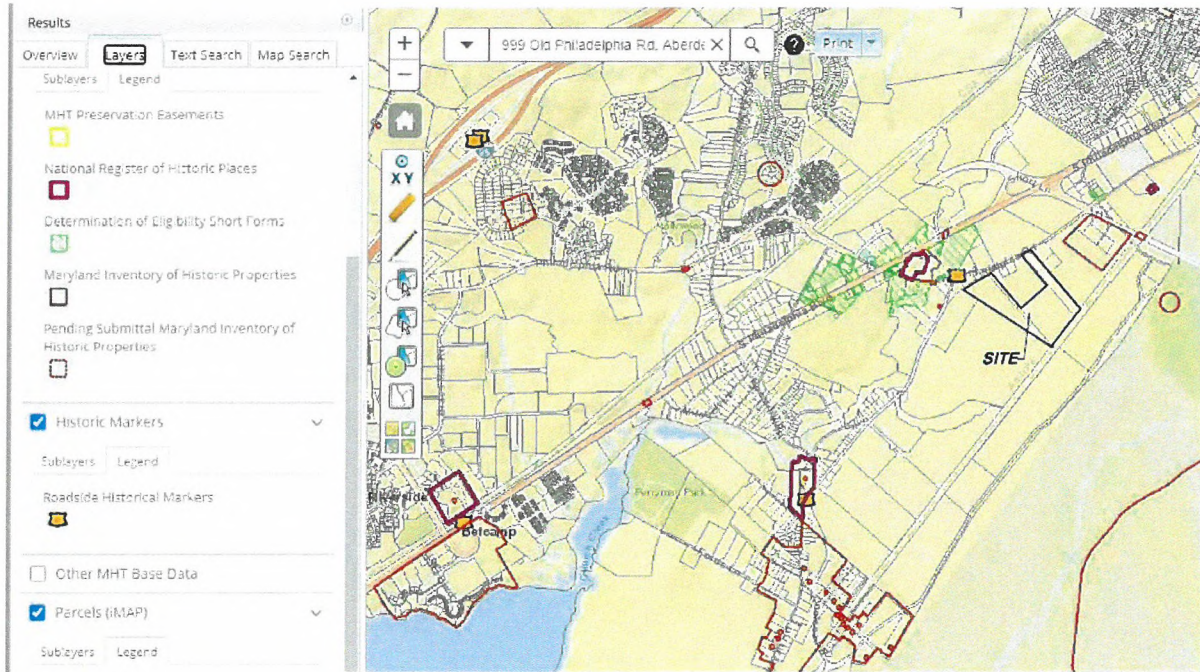 Results
Overview
Layers
Text Search
Map Search
Sublayers
Legend
MHT Preservation Easements
National Register of Historic Places
Determination of Eligibility Short Forms
Maryland Inventory of Historic Properties
Pending Submittal Maryland Inventory of
Historic Properties
Historic Markers
Sublayers
Legend
Roadside Historical Markers
Other MHT Base Data
Parcels (iMAP)
Sublayers
Legend
+
999 Old Philadelphia Rd, Aberde
?
Print
−
X Y
Short Ln
SITE
Perryman Park
Riverside
Belcamp